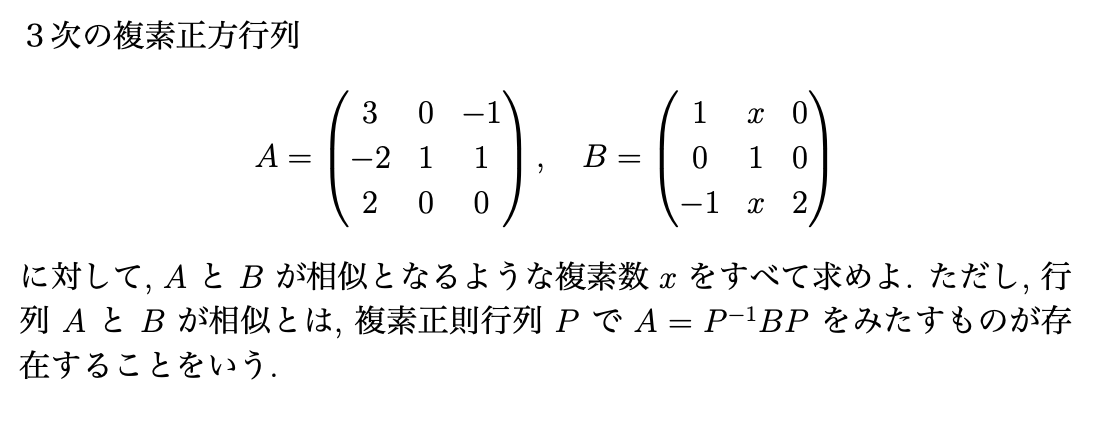 3 次の複素正方行列
A = \begin{pmatrix} 3 & 0 & -1 \\ -2 & 1 & 1 \\ 2 & 0 & 0 \end{pmatrix}, B = \begin{pmatrix} 1 & x & 0 \\ 0 & 1 & 0 \\ -1 & x & 2 \end{pmatrix}
に対して, A と B が相似となるような複素数 x をすべて求めよ. ただし, 行
列 A と B が相似とは, 複素正則行列 P で A = P⁻¹BP をみたすものが存
在することをいう.